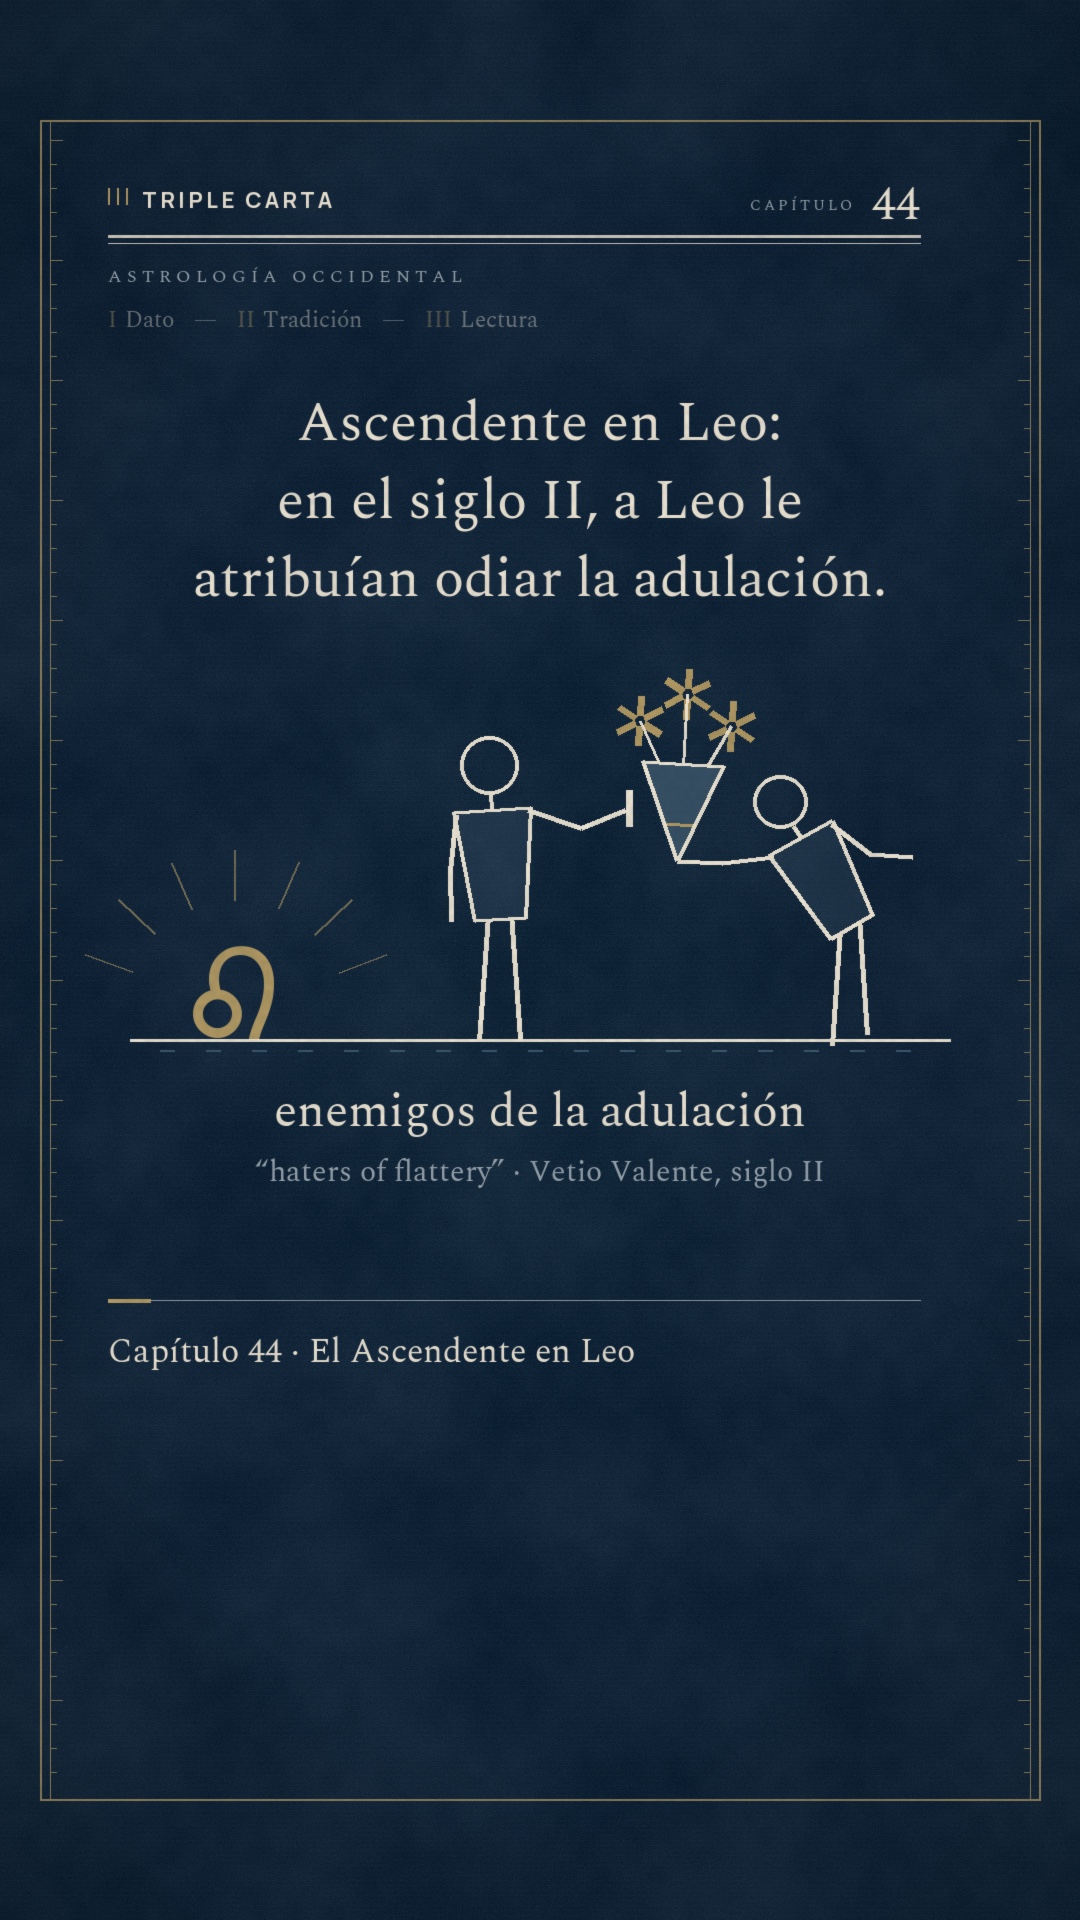 TRIPLE CARTA
CAPÍTULO 44
ASTROLOGÍA OCCIDENTAL
I Dato — II Tradición — III Lectura
Ascendente en Leo:
en el siglo II, a Leo le
atribuían odiar la adulación.
enemigos de la adulación
“haters of flattery” · Vetio Valente, siglo II
Capítulo 44 · El Ascendente en Leo